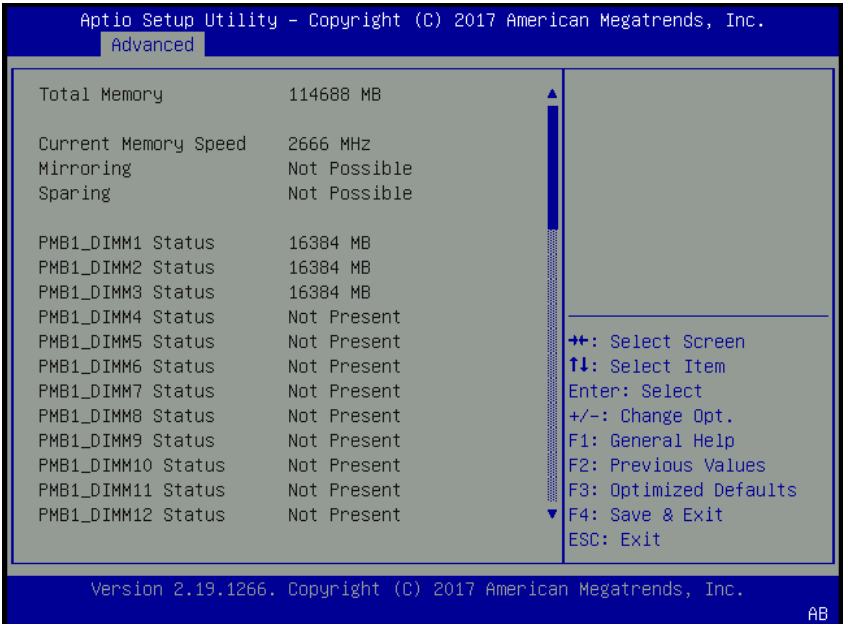 Aptio Setup Utility – Copyright (C) 2017 American Megatrends, Inc.
Advanced
Total Memory 114688 MB
Current Memory Speed 2666 MHz
Mirroring Not Possible
Sparing Not Possible
PMB1_DIMM1 Status 16384 MB
PMB1_DIMM2 Status 16384 MB
PMB1_DIMM3 Status 16384 MB
PMB1_DIMM4 Status Not Present
PMB1_DIMM5 Status Not Present
PMB1_DIMM6 Status Not Present
PMB1_DIMM7 Status Not Present
PMB1_DIMM8 Status Not Present
PMB1_DIMM9 Status Not Present
PMB1_DIMM10 Status Not Present
PMB1_DIMM11 Status Not Present
PMB1_DIMM12 Status Not Present
→←: Select Screen
↑↓: Select Item
Enter: Select
+/-: Change Opt.
F1: General Help
F2: Previous Values
F3: Optimized Defaults
F4: Save & Exit
ESC: Exit
Version 2.19.1266. Copyright (C) 2017 American Megatrends, Inc.
AB